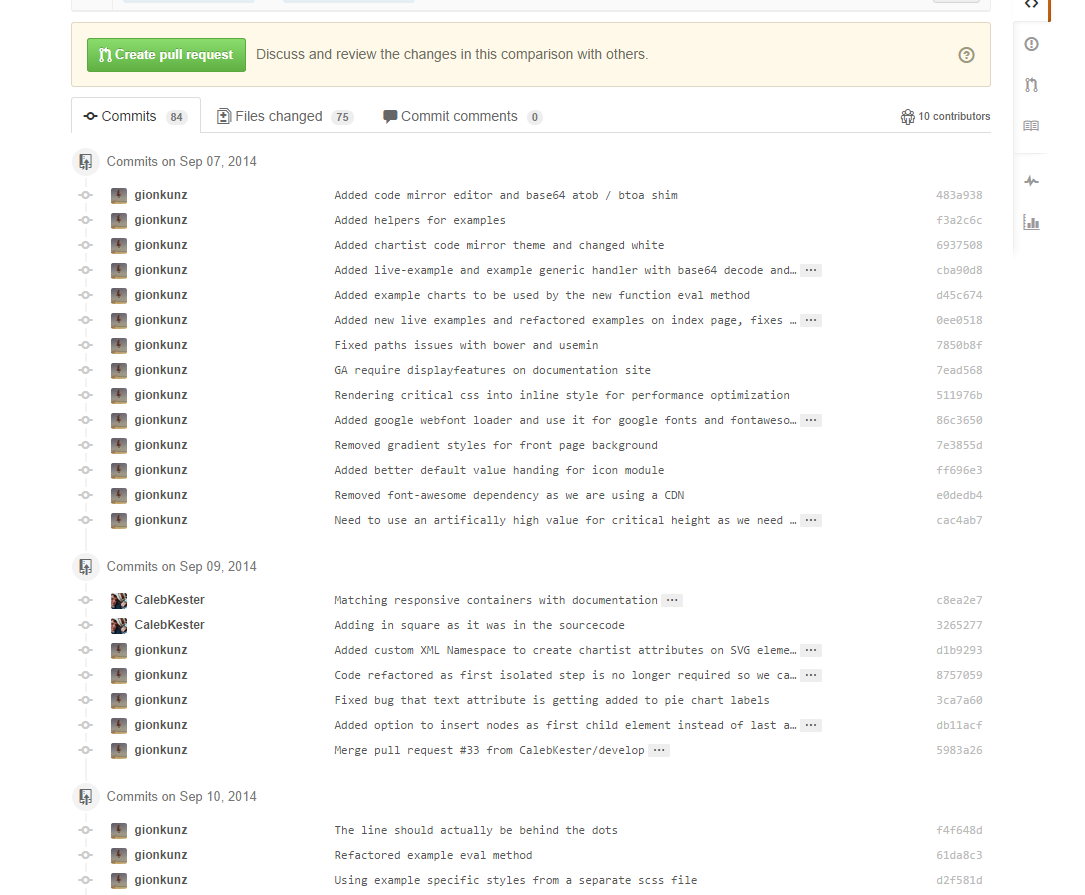 Create pull request Discuss and review the changes in this comparison with others.
Commits 84 Files changed 75 Commit comments 0 10 contributors
Commits on Sep 07, 2014
gionkunz Added code mirror editor and base64 atob / btoa shim 483a938
gionkunz Added helpers for examples f3a2c6c
gionkunz Added chartist code mirror theme and changed white 6937508
gionkunz Added live-example and example generic handler with base64 decode and… ... cba90d8
gionkunz Added example charts to be used by the new function eval method d45c674
gionkunz Added new live examples and refactored examples on index page, fixes … ... 0ee0518
gionkunz Fixed paths issues with bower and usemin 7850b8f
gionkunz GA require displayfeatures on documentation site 7ead568
gionkunz Rendering critical css into inline style for performance optimization 511976b
gionkunz Added google webfont loader and use it for google fonts and fontaweso… ... 86c3650
gionkunz Removed gradient styles for front page background 7e3855d
gionkunz Added better default value handing for icon module ff696e3
gionkunz Removed font-awesome dependency as we are using a CDN e0dedb4
gionkunz Need to use an artifically high value for critical height as we need … ... cac4ab7
Commits on Sep 09, 2014
CalebKester Matching responsive containers with documentation ... c8ea2e7
CalebKester Adding in square as it was in the sourcecode 3265277
gionkunz Added custom XML Namespace to create chartist attributes on SVG eleme… ... d1b9293
gionkunz Code refactored as first isolated step is no longer required so we ca… ... 8757059
gionkunz Fixed bug that text attribute is getting added to pie chart labels 3ca7a60
gionkunz Added option to insert nodes as first child element instead of last a… ... db11acf
gionkunz Merge pull request #33 from CalebKester/develop ... 5983a26
Commits on Sep 10, 2014
gionkunz The line should actually be behind the dots f4f648d
gionkunz Refactored example eval method 61da8c3
gionkunz Using example specific styles from a separate scss file d2f581d